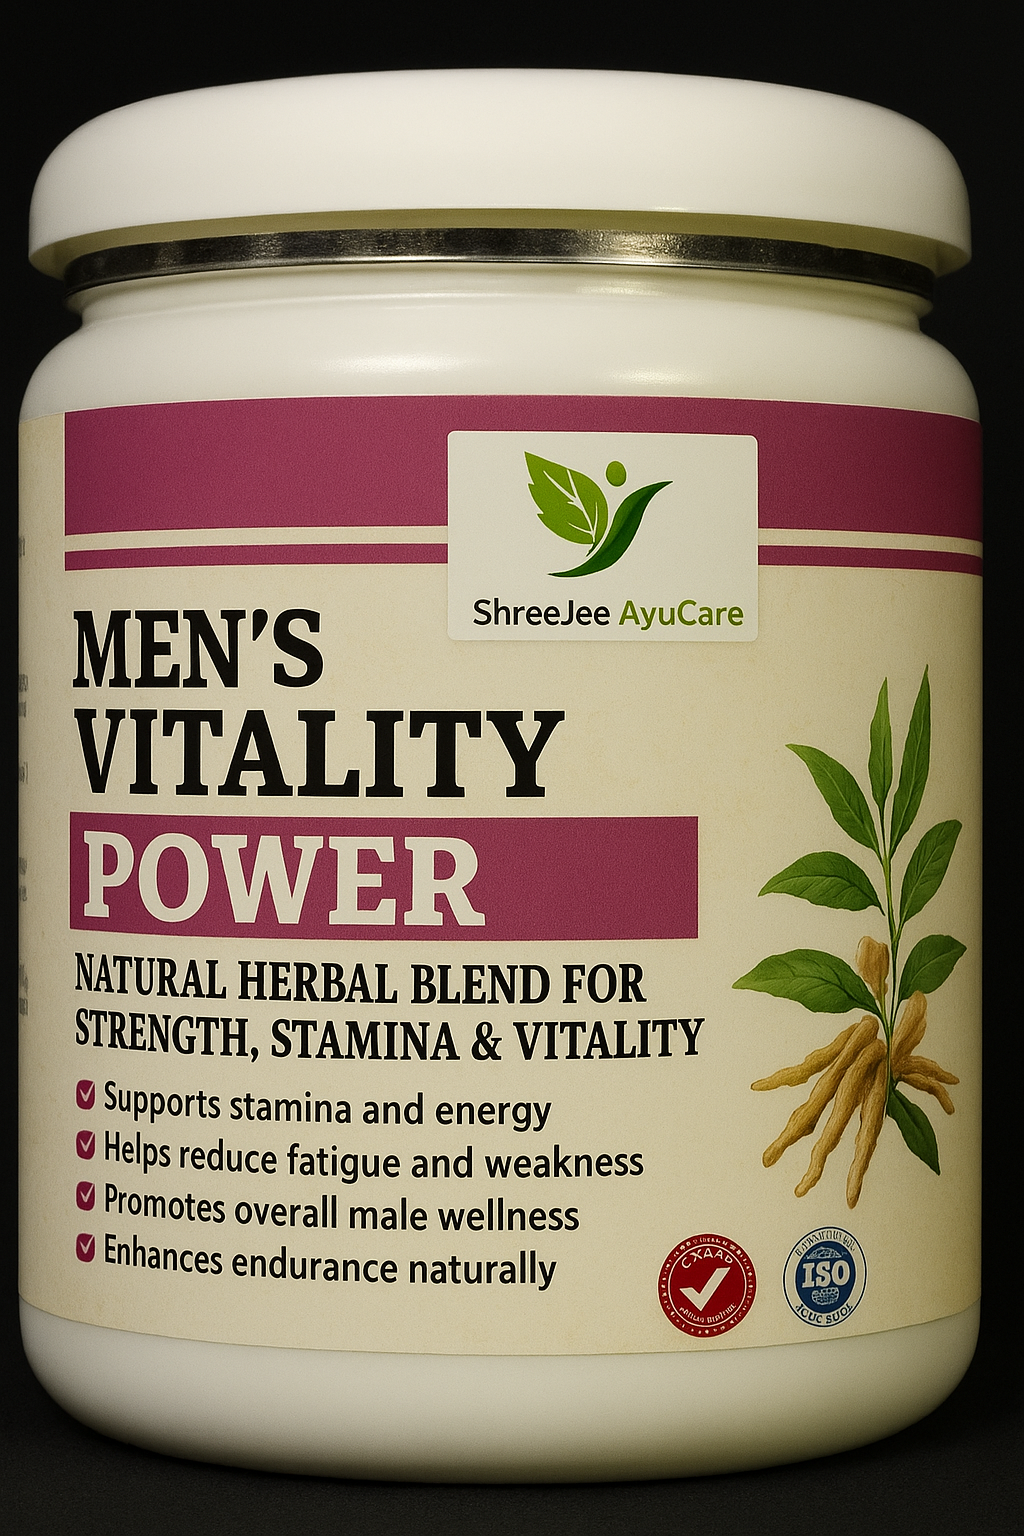 ShreeJee AyuCare
MEN'S
VITALITY
POWER
NATURAL HERBAL BLEND FOR
STRENGTH, STAMINA & VITALITY
Supports stamina and energy
Helps reduce fatigue and weakness
Promotes overall male wellness
Enhances endurance naturally
ISO